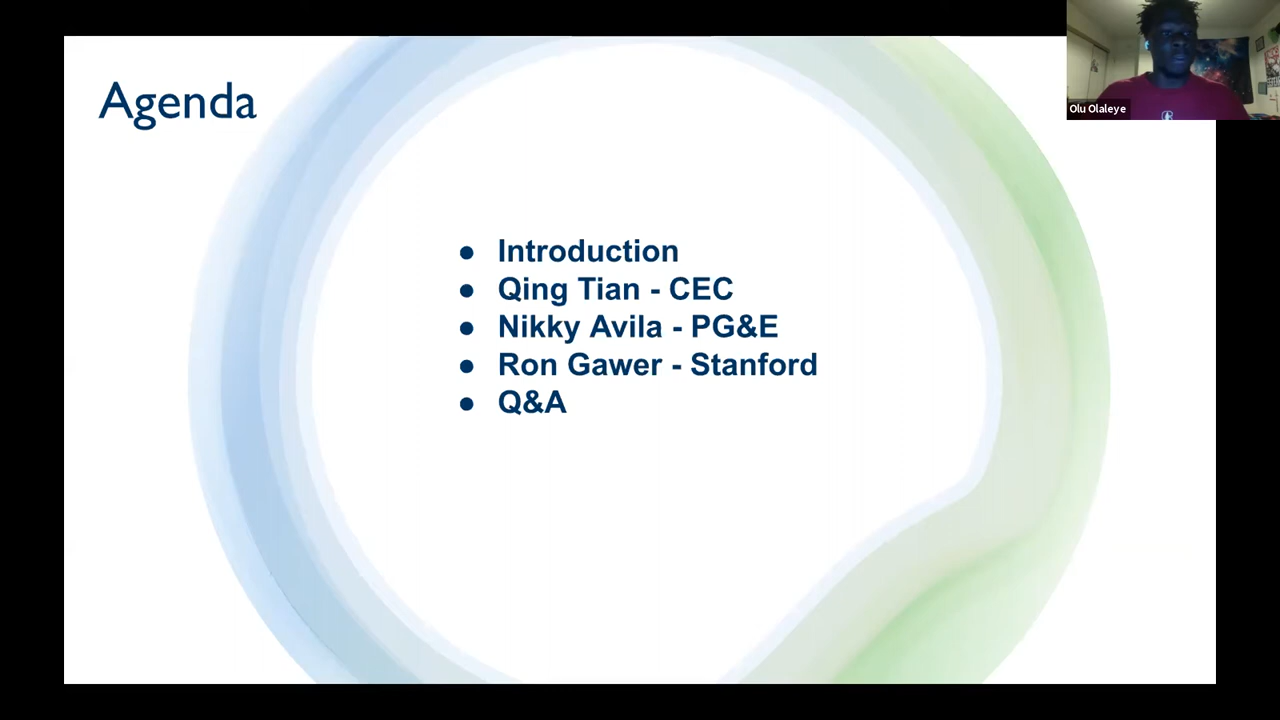 Agenda
Olu Olaleye
● Introduction
● Qing Tian - CEC
● Nikky Avila - PG&E
● Ron Gawer - Stanford
● Q&A